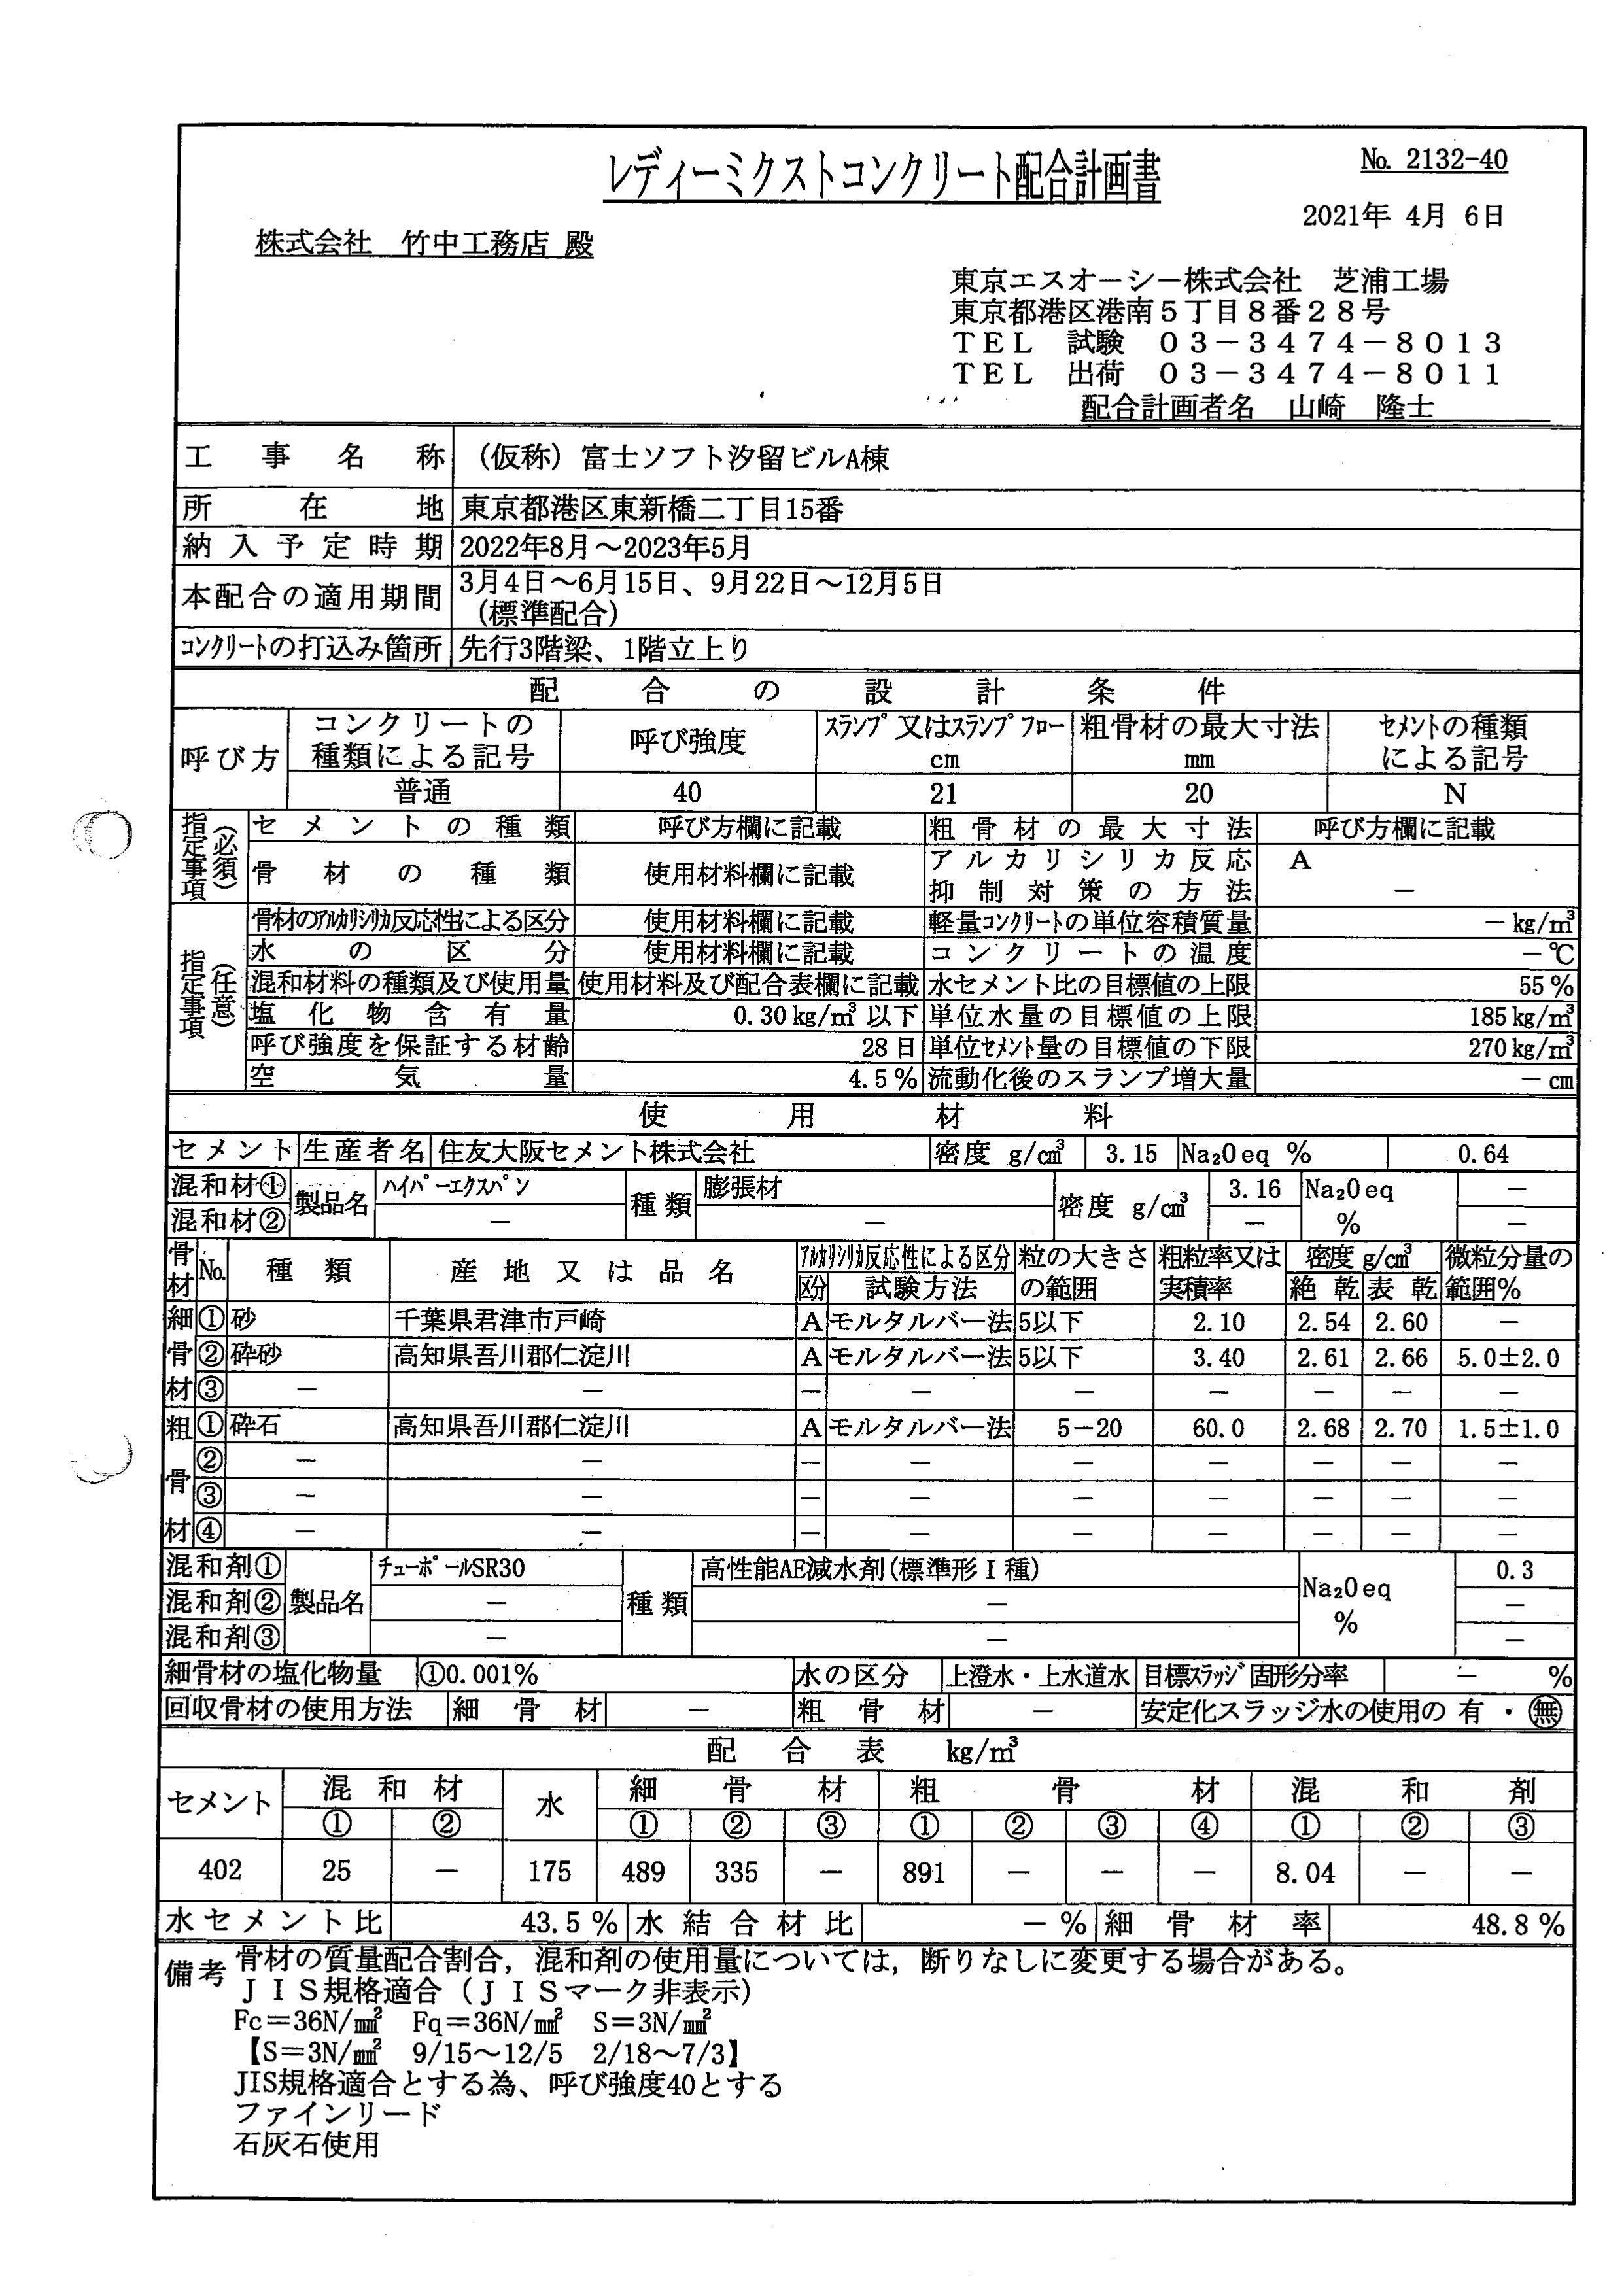 レディーミクストコンクリート配合計画書
No. 2132-40
2021年 4月 6日
株式会社 竹中工務店 殿
東京エスオーシー株式会社 芝浦工場
東京都港区港南5丁目8番28号
TEL 試験 03-3474-8013
TEL 出荷 03-3474-8011
配合計画者名 山崎 隆士
工事名称 (仮称)富士ソフト汐留ビルA棟
所在地 東京都港区東新橋二丁目15番
納入予定時期 2022年8月～2023年5月
本配合の適用期間 3月4日～6月15日、9月22日～12月5日
(標準配合)
コンクリートの打込み箇所 先行3階梁、1階立上り
配合の設計条件
呼び方 コンクリートの種類による記号 呼び強度 スランプ又はスランプフロー cm 粗骨材の最大寸法 mm セメントの種類による記号
普通 40 21 20 N
指定事項(必須) セメントの種類 呼び方欄に記載 粗骨材の最大寸法 呼び方欄に記載
骨材の種類 使用材料欄に記載 アルカリシリカ反応抑制対策の方法 A －
指定事項(任意) 骨材のアルカリシリカ反応性による区分 使用材料欄に記載 軽量コンクリートの単位容積質量 － kg/㎥
水の区分 使用材料欄に記載 コンクリートの温度 － ℃
混和材料の種類及び使用量 使用材料及び配合表欄に記載 水セメント比の目標値の上限 55 %
塩化物含有量 0.30 kg/㎥ 以下 単位水量の目標値の上限 185 kg/㎥
呼び強度を保証する材齢 28 日 単位セメント量の目標値の下限 270 kg/㎥
空気量 4.5 % 流動化後のスランプ増大量 － cm
使用材料
セメント 生産者名 住友大阪セメント株式会社 密度 g/c㎥ 3.15 Na₂Oeq % 0.64
混和材① 製品名 ハイパーエクスパン 種類 膨張材 密度 g/c㎥ 3.16 Na₂Oeq % －
混和材② － － － －
骨材 No. 種類 産地又は品名 アルカリシリカ反応性による区分 粒の大きさの範囲 粗粒率又は実積率 密度 g/c㎥ 微粒分量の範囲%
区分 試験方法 絶乾 表乾
細骨材 ① 砂 千葉県君津市戸崎 A モルタルバー法 5以下 2.10 2.54 2.60 －
② 砕砂 高知県吾川郡仁淀川 A モルタルバー法 5以下 3.40 2.61 2.66 5.0±2.0
③ － － － － － － － － －
粗骨材 ① 砕石 高知県吾川郡仁淀川 A モルタルバー法 5－20 60.0 2.68 2.70 1.5±1.0
② － － － － － － － － －
③ － － － － － － － － －
④ － － － － － － － － －
混和剤① 製品名 チューポールSR30 種類 高性能AE減水剤(標準形Ⅰ種) Na₂Oeq % 0.3
混和剤② － － －
混和剤③ － － －
細骨材の塩化物量 ①0.001% 水の区分 上澄水・上水道水 目標スラッジ固形分率 － %
回収骨材の使用方法 細骨材 － 粗骨材 － 安定化スラッジ水の使用の 有・無
配合表 kg/㎥
セメント 混和材 水 細骨材 粗骨材 混和剤
① ② ① ② ③ ① ② ③ ④ ① ② ③
402 25 － 175 489 335 － 891 － － － 8.04 － －
水セメント比 43.5 % 水結合材比 － % 細骨材率 48.8 %
備考 骨材の質量配合割合，混和剤の使用量については，断りなしに変更する場合がある。
JIS規格適合(JISマーク非表示)
Fc＝36N/㎟ Fq＝36N/㎟ S＝3N/㎟
【S＝3N/㎟ 9/15～12/5 2/18～7/3】
JIS規格適合とする為、呼び強度40とする
ファインリード
石灰石使用